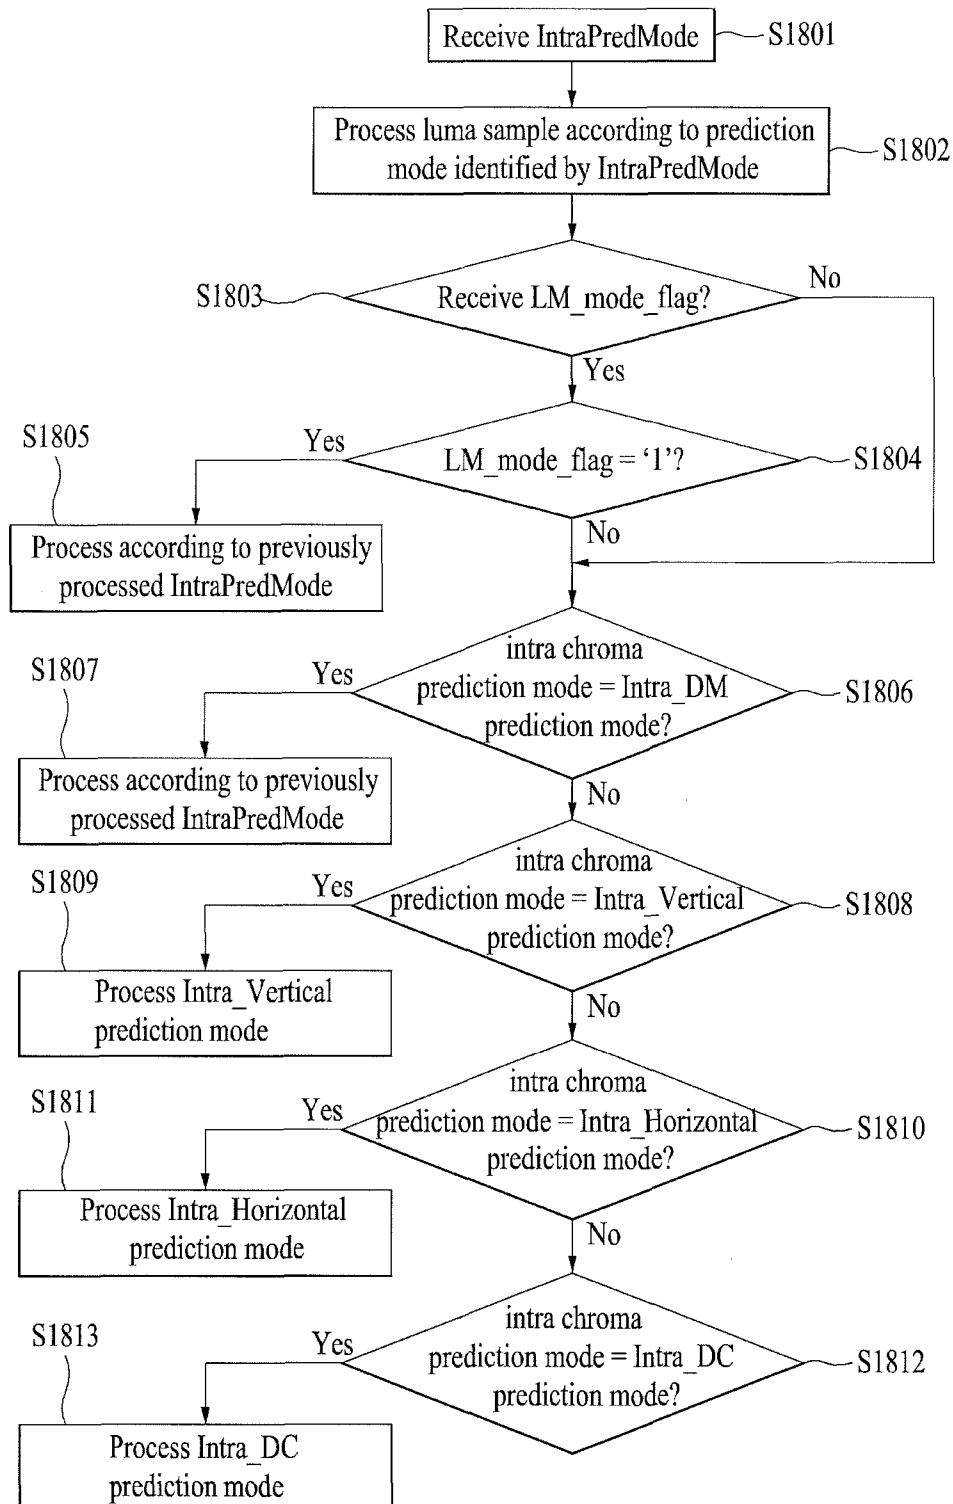 Receive IntraPredMode
S1801
Process luma sample according to prediction
mode identified by IntraPredMode
S1802
S1803
Receive LM_mode_flag?
No
Yes
S1805
Yes
LM_mode_flag = ‘1’?
S1804
No
Process according to previously
processed IntraPredMode
S1807
Yes
intra chroma
prediction mode = Intra_DM
prediction mode?
S1806
No
Process according to previously
processed IntraPredMode
S1809
Yes
intra chroma
prediction mode = Intra_Vertical
prediction mode?
S1808
No
Process Intra_Vertical
prediction mode
S1811
Yes
intra chroma
prediction mode = Intra_Horizontal
prediction mode?
S1810
No
Process Intra_Horizontal
prediction mode
S1813
Yes
intra chroma
prediction mode = Intra_DC
prediction mode?
S1812
Process Intra_DC
prediction mode